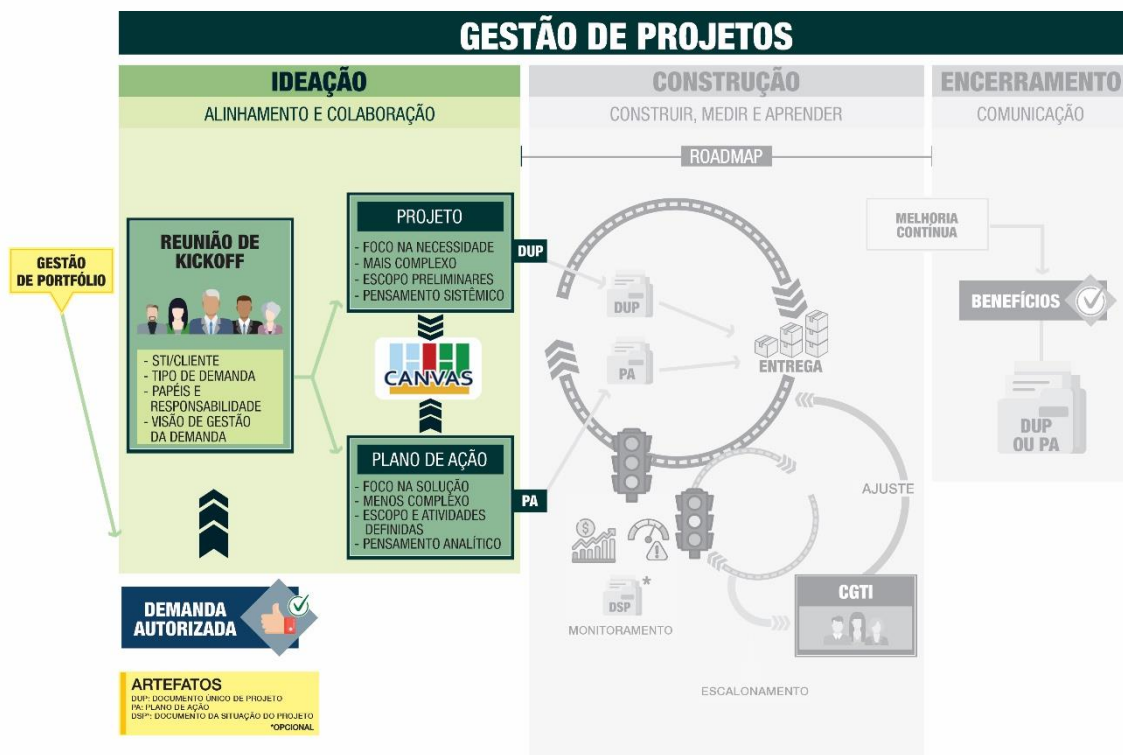 GESTÃO DE PROJETOS
IDEAÇÃO
ALINHAMENTO E COLABORAÇÃO
CONSTRUÇÃO
CONSTRUIR, MEDIR E APRENDER
ENCERRAMENTO
COMUNICAÇÃO
ROADMAP
GESTÃO
DE PORTFÓLIO
REUNIÃO DE
KICKOFF
- STI/CLIENTE
- TIPO DE DEMANDA
- PAPÉIS E
RESPONSABILIDADE
- VISÃO DE GESTÃO
DA DEMANDA
PROJETO
- FOCO NA NECESSIDADE
- MAIS COMPLEXO
- ESCOPO PRELIMINARES
- PENSAMENTO SISTÊMICO
DUP
CANVAS
PLANO DE AÇÃO
- FOCO NA SOLUÇÃO
- MENOS COMPLEXO
- ESCOPO E ATIVIDADES
DEFINIDAS
- PENSAMENTO ANALÍTICO
PA
DUP
PA
ENTREGA
AJUSTE
DSP
*
MONITORAMENTO
CGTI
ESCALONAMENTO
MELHORIA
CONTÍNUA
BENEFÍCIOS
DUP
OU PA
DEMANDA
AUTORIZADA
ARTEFATOS
DUP: DOCUMENTO ÚNICO DE PROJETO
PA: PLANO DE AÇÃO
DSP*: DOCUMENTO DA SITUAÇÃO DO PROJETO
*OPCIONAL